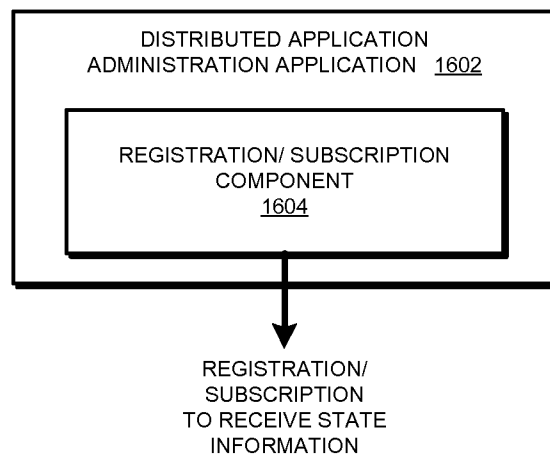 DISTRIBUTED APPLICATION
ADMINISTRATION APPLICATION 1602
REGISTRATION/ SUBSCRIPTION
COMPONENT
1604
REGISTRATION/
SUBSCRIPTION
TO RECEIVE STATE
INFORMATION